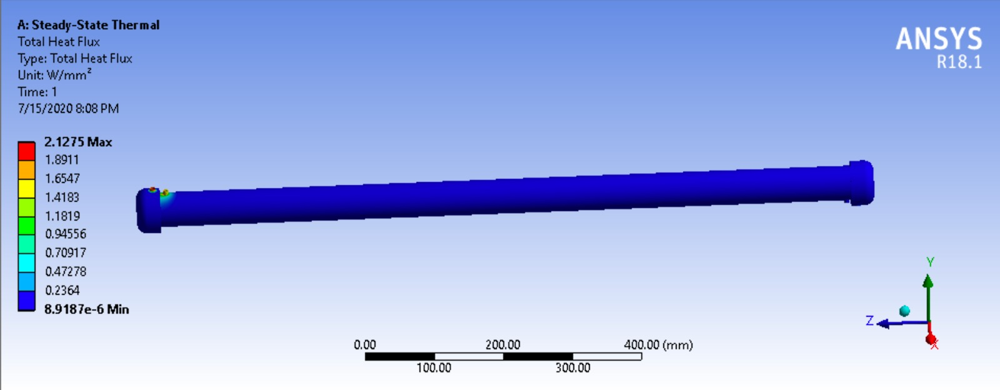 A: Steady-State Thermal
Total Heat Flux
Type: Total Heat Flux
Unit: W/mm²
Time: 1
7/15/2020 8:08 PM
ANSYS
R18.1
2.1275 Max
1.8911
1.6547
1.4183
1.1819
0.94556
0.70917
0.47278
0.2364
8.9187e-6 Min
0.00 200.00 400.00 (mm)
100.00 300.00
Y
Z
X